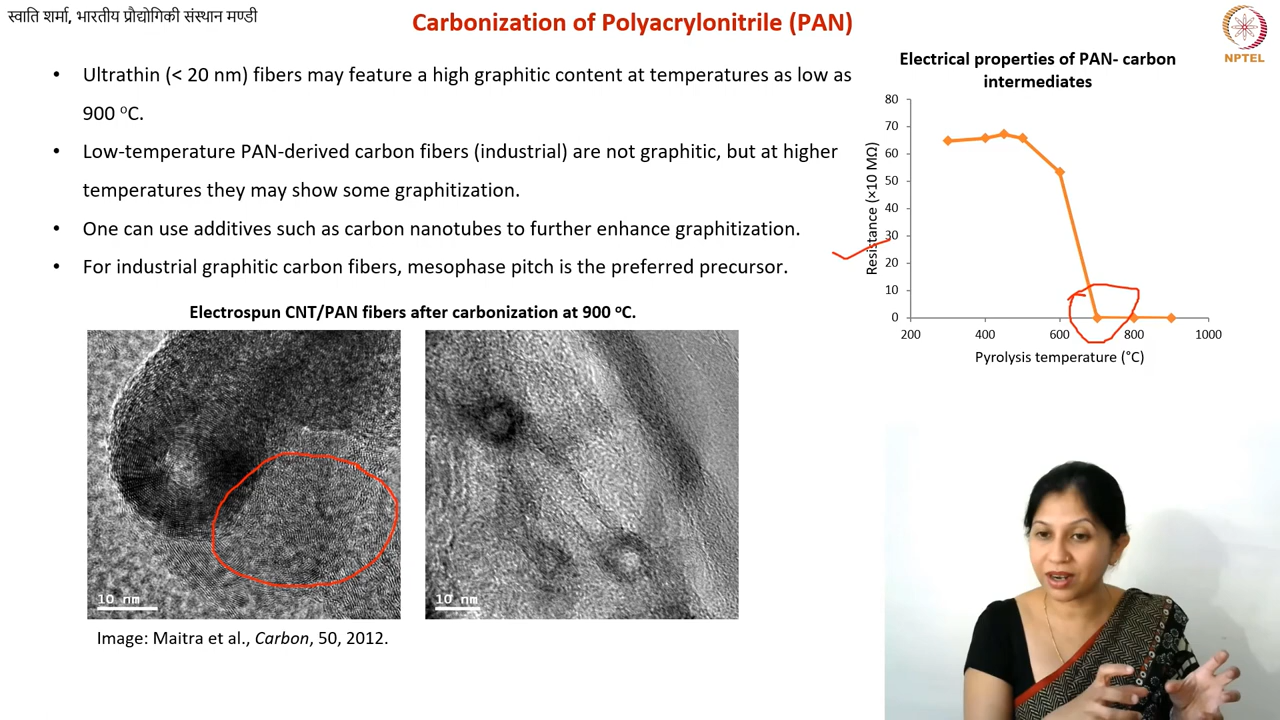 स्वाति शर्मा, भारतीय प्रौद्योगिकी संस्थान मण्डी
Carbonization of Polyacrylonitrile (PAN)
NPTEL
• Ultrathin (< 20 nm) fibers may feature a high graphitic content at temperatures as low as
900 ᵒC.
• Low-temperature PAN-derived carbon fibers (industrial) are not graphitic, but at higher
temperatures they may show some graphitization.
• One can use additives such as carbon nanotubes to further enhance graphitization.
• For industrial graphitic carbon fibers, mesophase pitch is the preferred precursor.
Electrospun CNT/PAN fibers after carbonization at 900 ᵒC.
10 nm
10 nm
Image: Maitra et al., Carbon, 50, 2012.
Electrical properties of PAN- carbon
intermediates
Resistance (×10 MΩ)
80
70
60
50
40
30
20
10
0
200 400 600 800 1000
Pyrolysis temperature (°C)